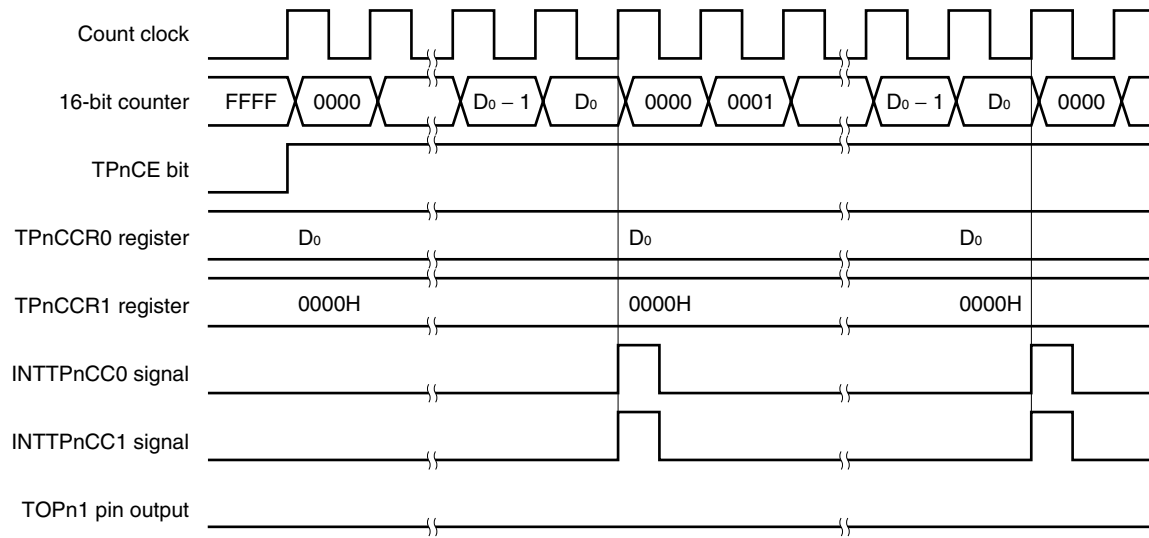 Count clock
16-bit counter FFFF 0000 D₀ – 1 D₀ 0000 0001 D₀ – 1 D₀ 0000
TPnCE bit
TPnCCR0 register D₀ D₀ D₀
TPnCCR1 register 0000H 0000H 0000H
INTTPnCC0 signal
INTTPnCC1 signal
TOPn1 pin output